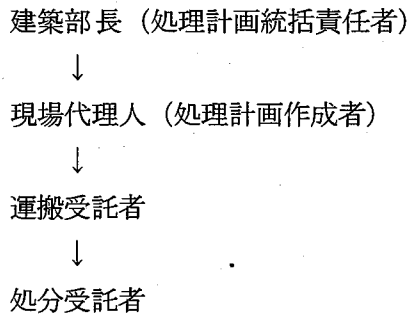 建築部長（処理計画統括責任者）
↓
現場代理人（処理計画作成者）
↓
運搬受託者
↓
処分受託者